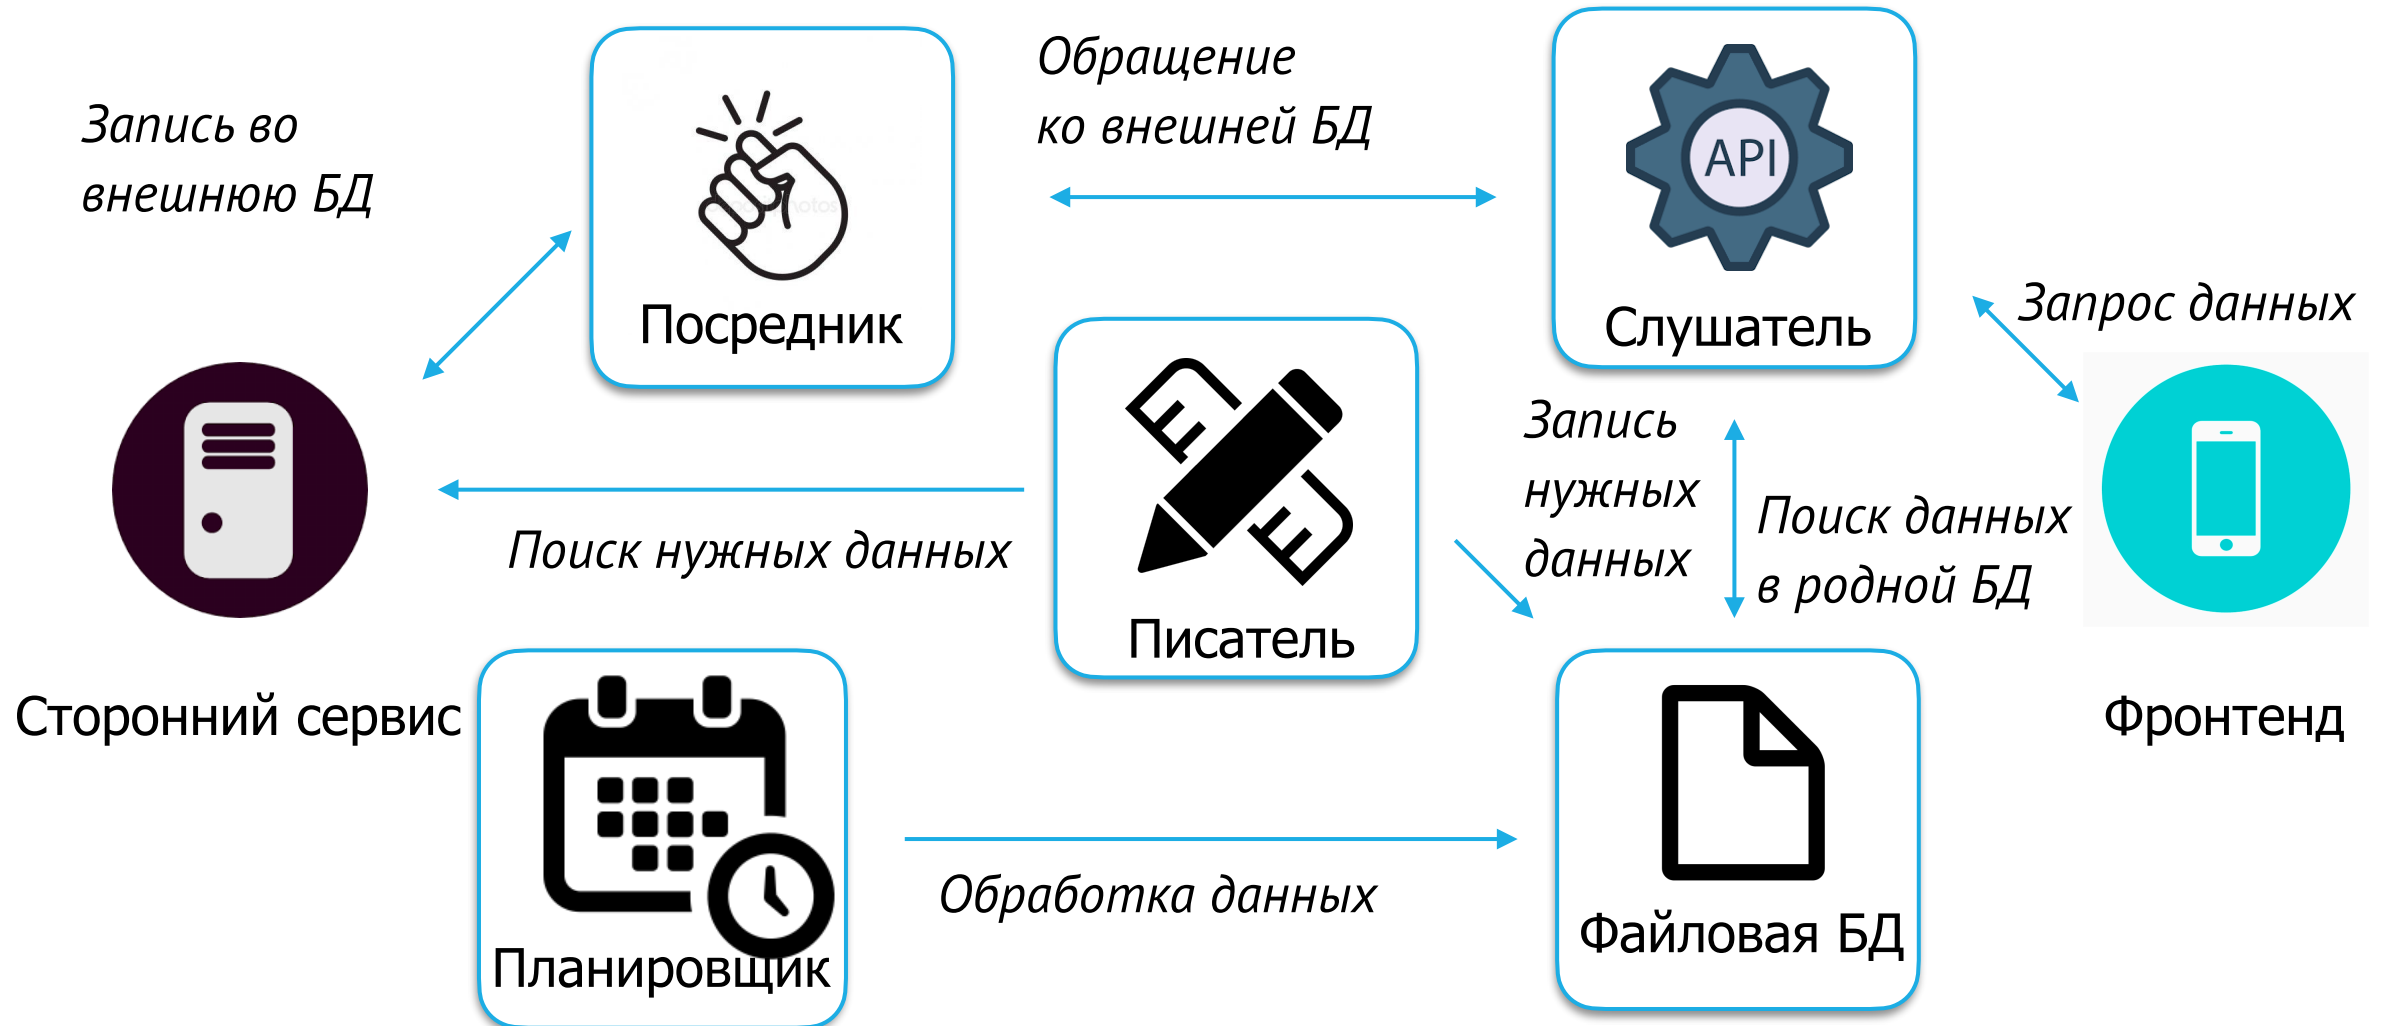 Запись во
внешнюю БД
Посредник
Обращение
ко внешней БД
API
Слушатель
Запрос данных
Поиск нужных данных
Писатель
Запись
нужных
данных
Поиск данных
в родной БД
Сторонний сервис
Фронтенд
Планировщик
Обработка данных
Файловая БД